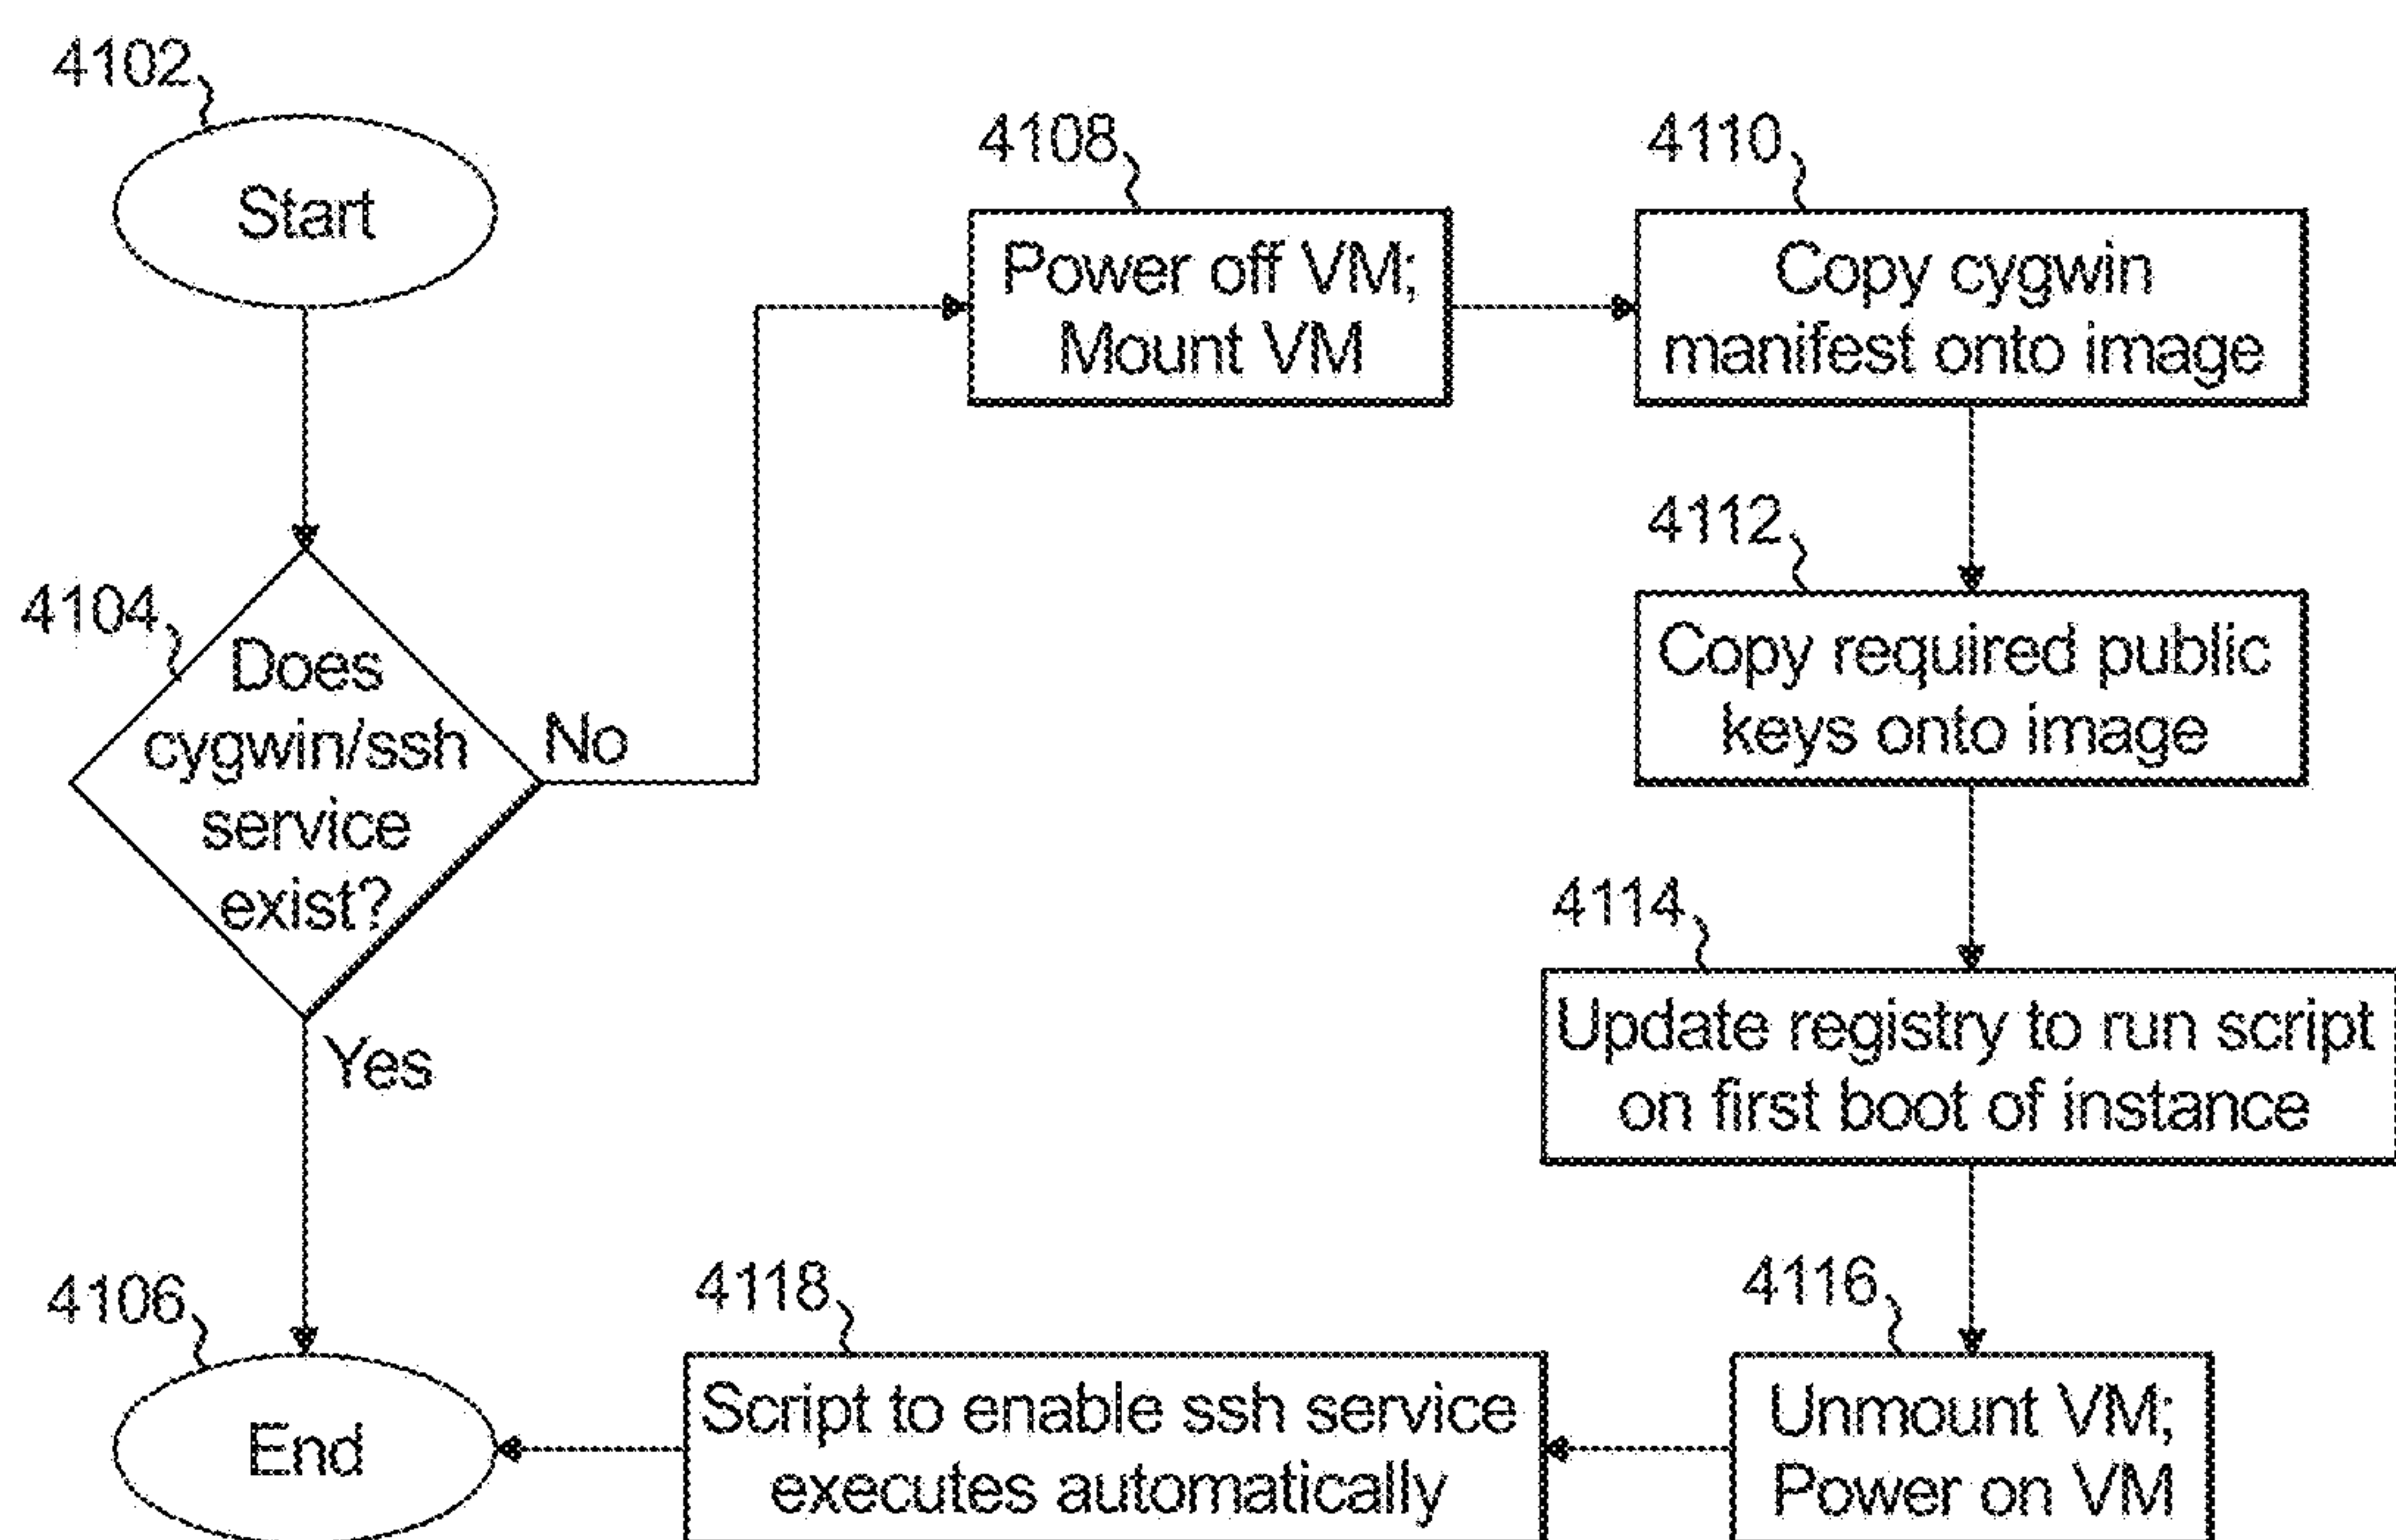 4102
Start
4104
Does
cygwin/ssh
service
exist?
No
Yes
4106
End
4108
Power off VM;
Mount VM
4110
Copy cygwin
manifest onto image
4112
Copy required public
keys onto image
4114
Update registry to run script
on first boot of instance
4116
Unmount VM;
Power on VM
4118
Script to enable ssh service
executes automatically